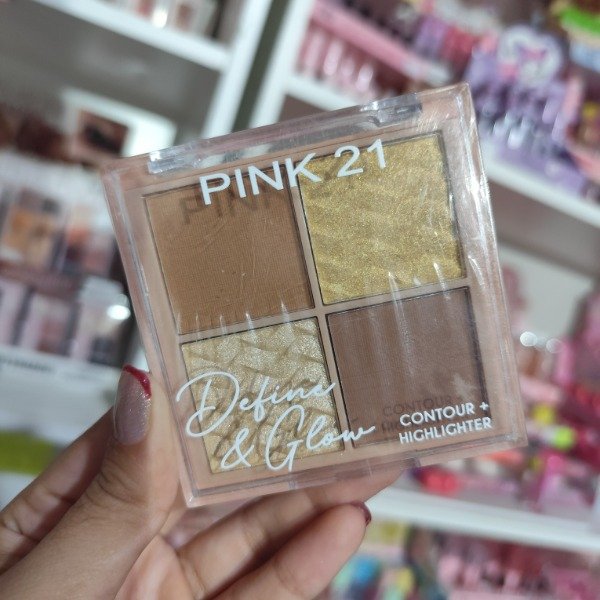 PINK 21
Define
& Glow
CONTOUR +
HIGHLIGHTER